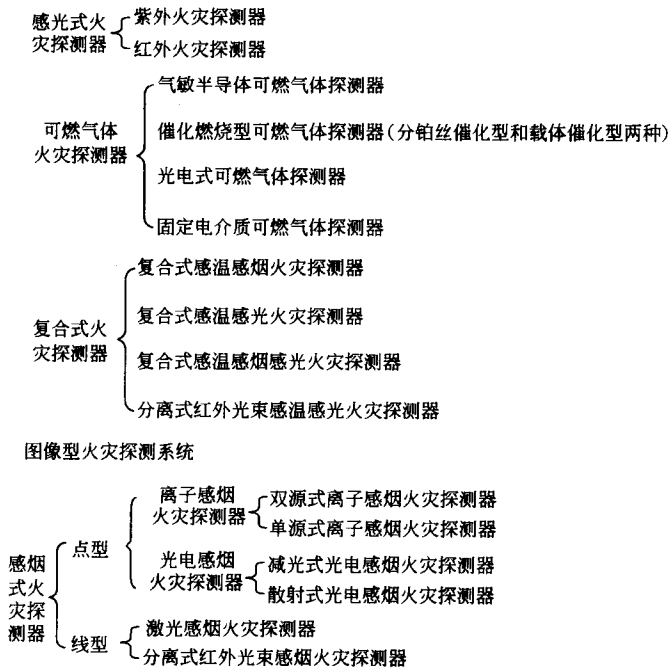 感光式火
灾探测器
紫外火灾探测器
红外火灾探测器
可燃气体
火灾探测器
气敏半导体可燃气体探测器
催化燃烧型可燃气体探测器(分铂丝催化型和载体催化型两种)
光电式可燃气体探测器
固定电介质可燃气体探测器
复合式火
灾探测器
复合式感温感烟火灾探测器
复合式感温感光火灾探测器
复合式感温感烟感光火灾探测器
分离式红外光束感温感光火灾探测器
图像型火灾探测系统
感烟
式火
灾探
测器
点型
离子感烟
火灾探测器
双源式离子感烟火灾探测器
单源式离子感烟火灾探测器
光电感烟
火灾探测器
减光式光电感烟火灾探测器
散射式光电感烟火灾探测器
线型
激光感烟火灾探测器
分离式红外光束感烟火灾探测器